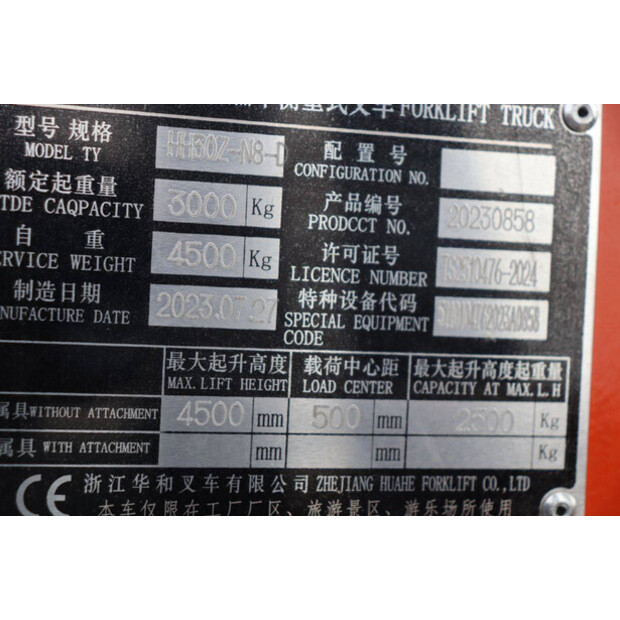 衡重式叉车 FORKLIFT TRUCK
型号 规格 HH30Z-N8-D 配 置 号
MODEL TY CONFIGURATION NO.
额定起重量 3000 Kg 产品编号 20230858
TDE CAQPACITY PRODCCT NO.
自 重 4500 Kg 许可证号 TS2510476-2024
ERVICE WEIGHT LICENCE NUMBER
制造日期 2023.07.27 特种设备代码
NUFACTURE DATE SPECIAL EQUIPMENT
CODE
最大起升高度 载荷中心距 最大起升高度起重量
MAX. LIFT HEIGHT LOAD CENTER CAPACITY AT MAX. L. H
属具WITHOUT ATTACHMENT 4500 mm 500 mm 2500 Kg
属具 WITH ATTACHMENT mm mm Kg
CE 浙江华和叉车有限公司 ZHEJIANG HUAHE FORKLIFT CO.,LTD
本车仅限在工厂厂区、旅游景区、游乐场所使用